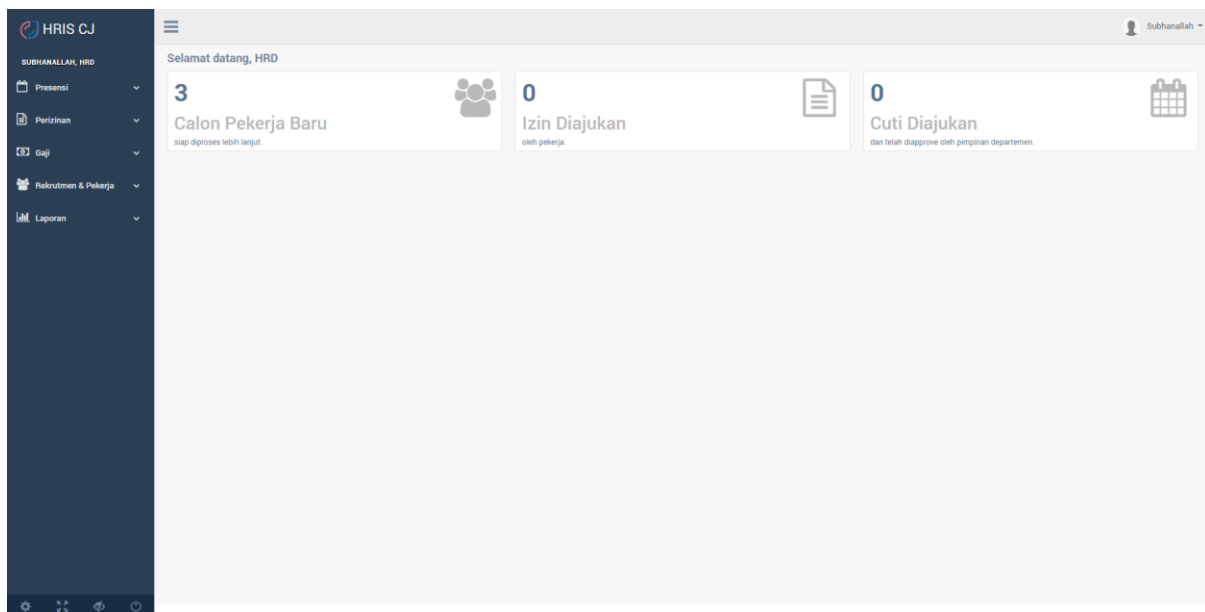 HRIS CJ
Subhanallah
SUBHANALLAH, HRD
Presensi
Perizinan
Gaji
Rekrutmen & Pekerja
Laporan
Selamat datang, HRD
3
Calon Pekerja Baru
siap diproses lebih lanjut.
0
Izin Diajukan
oleh pekerja.
0
Cuti Diajukan
dan telah diapprove oleh pimpinan departemen.